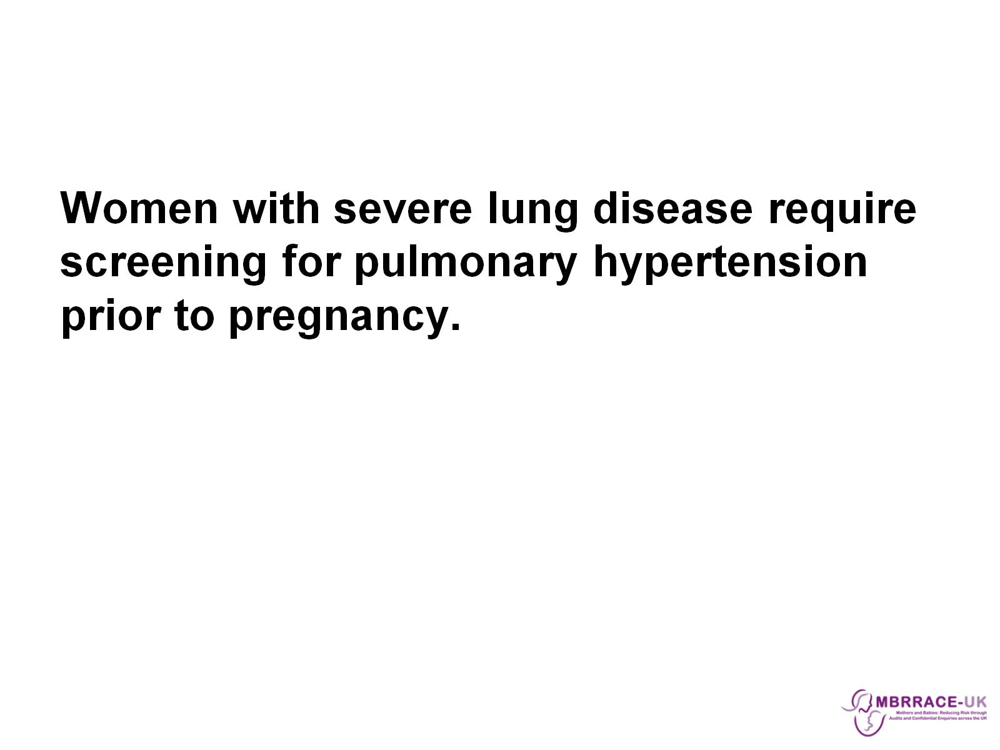 Women with severe lung disease require
screening for pulmonary hypertension
prior to pregnancy.
MBRRACE-UK
Mothers and Babies: Reducing Risk through
Audits and Confidential Enquiries across the UK